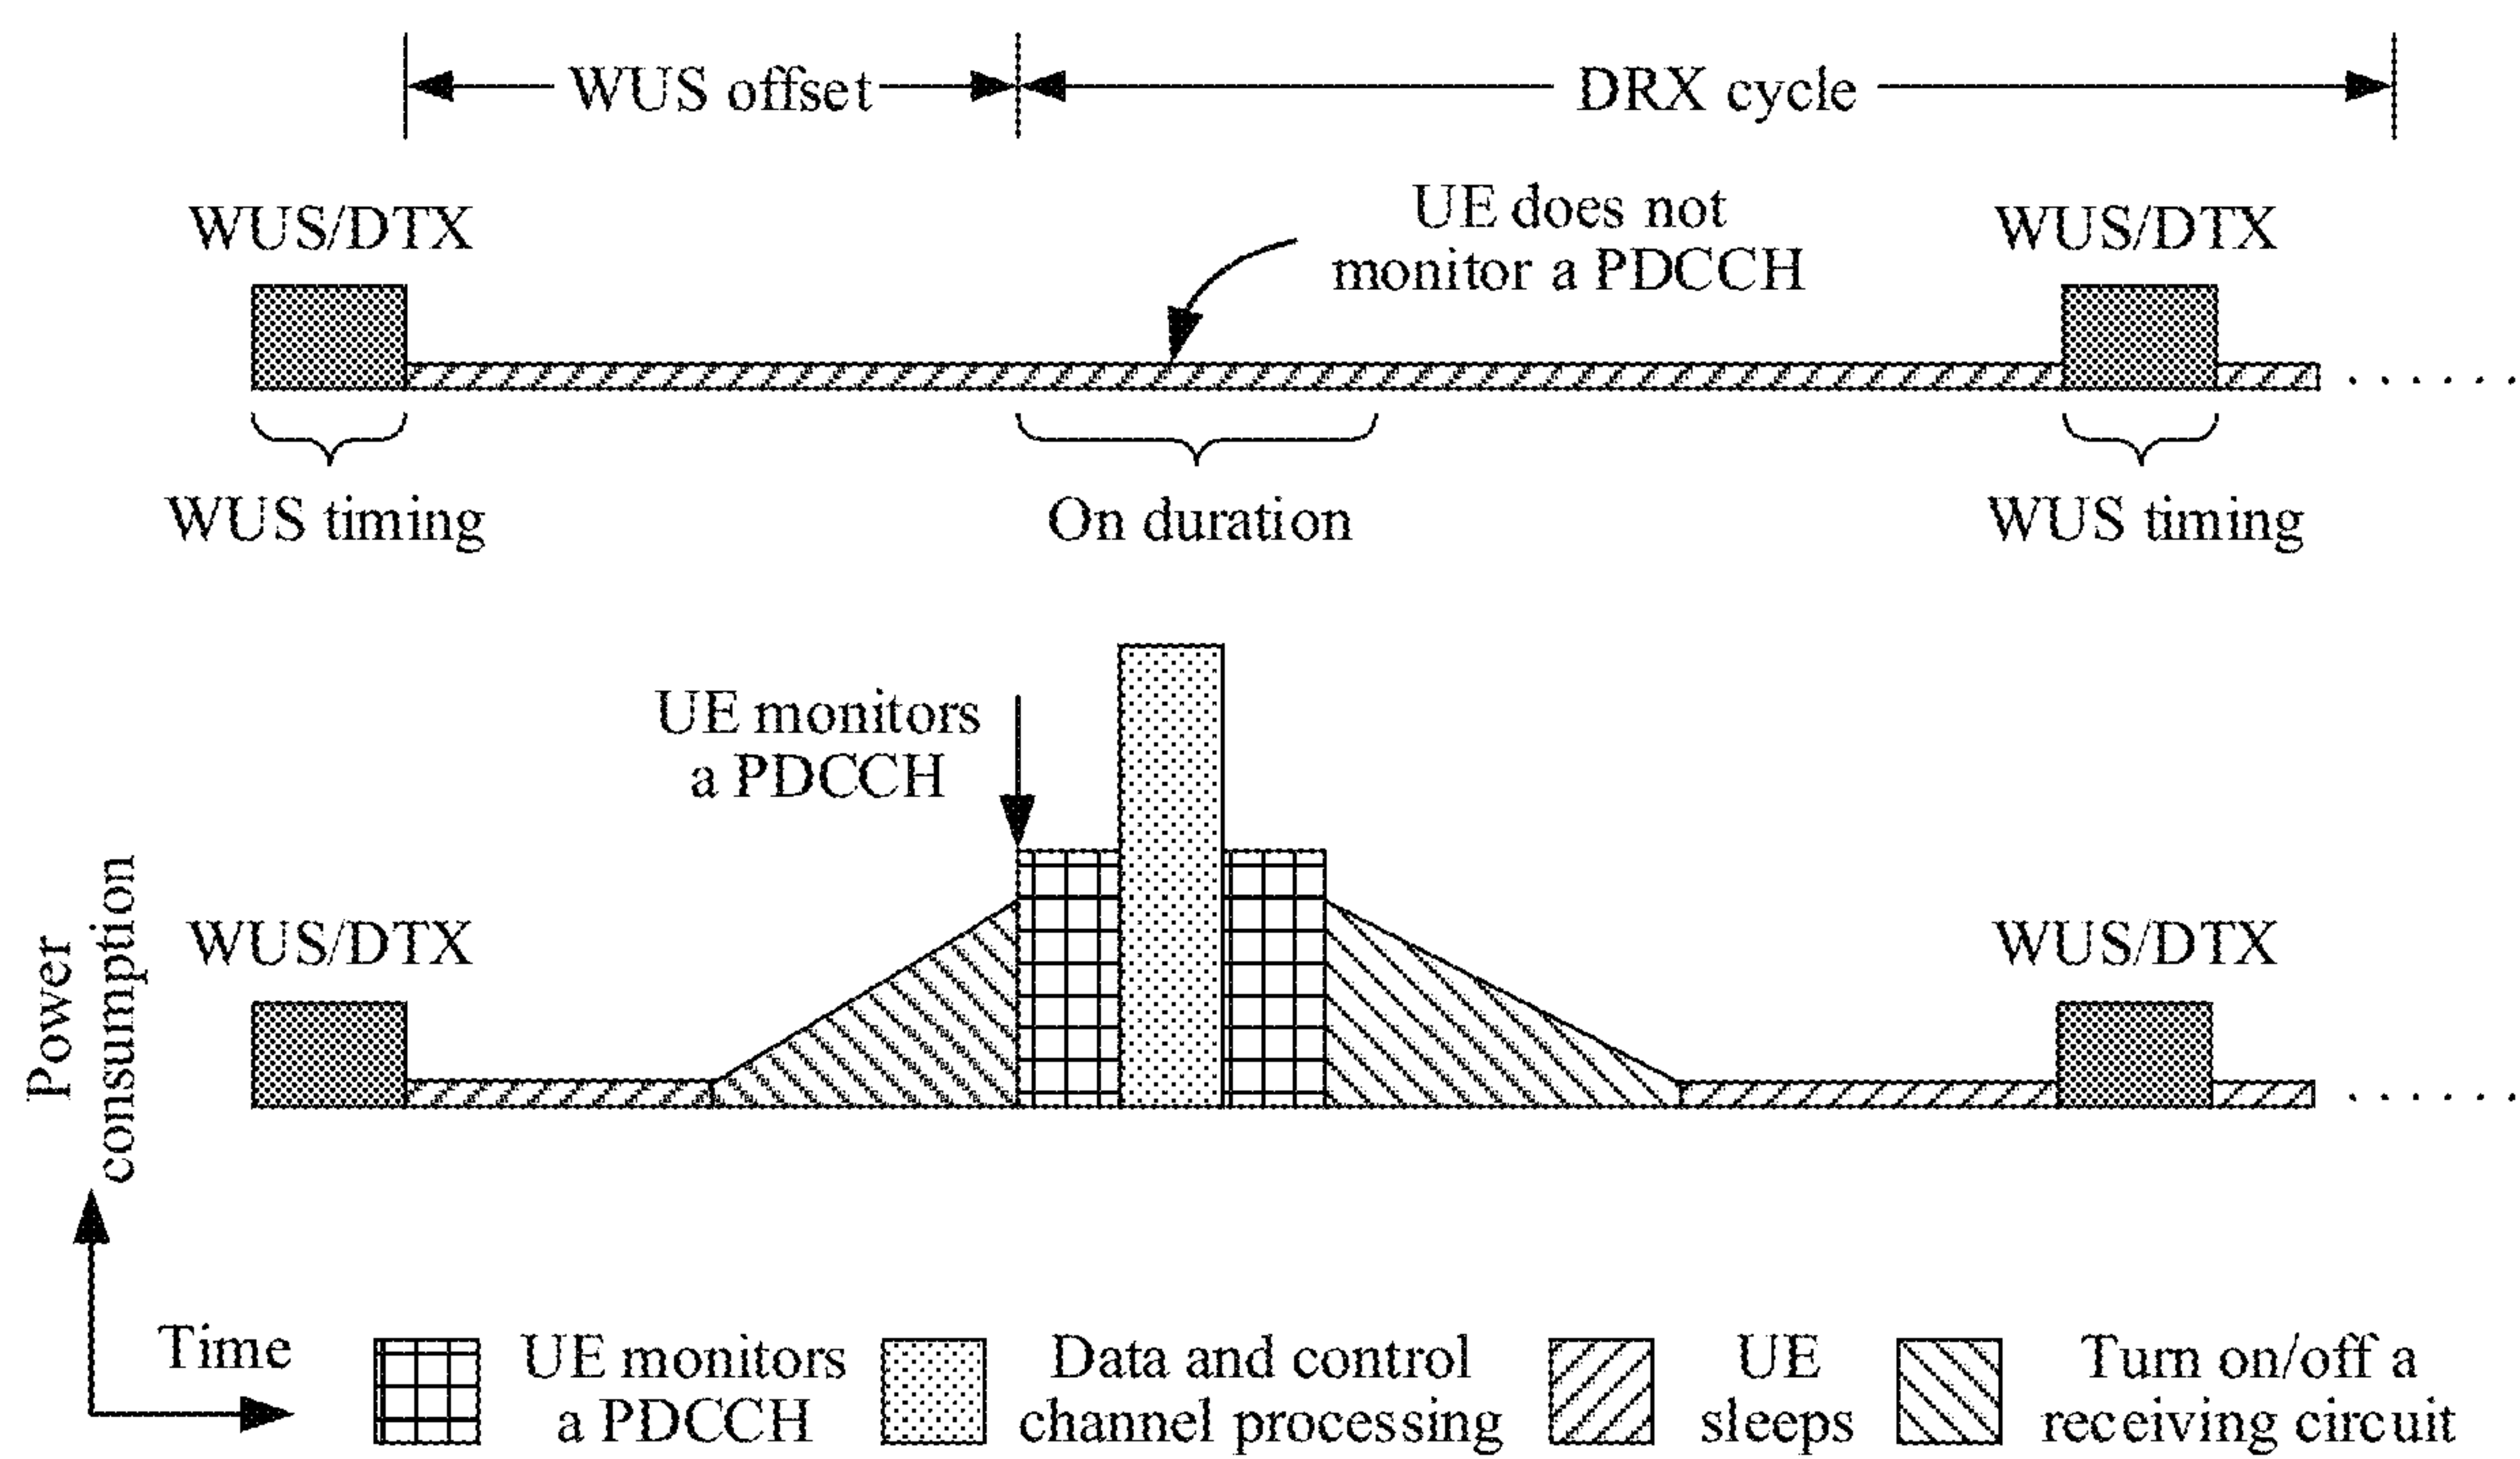 WUS offset
DRX cycle
WUS/DTX
UE does not
monitor a PDCCH
WUS/DTX
WUS timing
On duration
WUS timing
UE monitors
a PDCCH
Power
consumption
WUS/DTX
WUS/DTX
Time
UE monitors
a PDCCH
Data and control
channel processing
UE
sleeps
Turn on/off a
receiving circuit